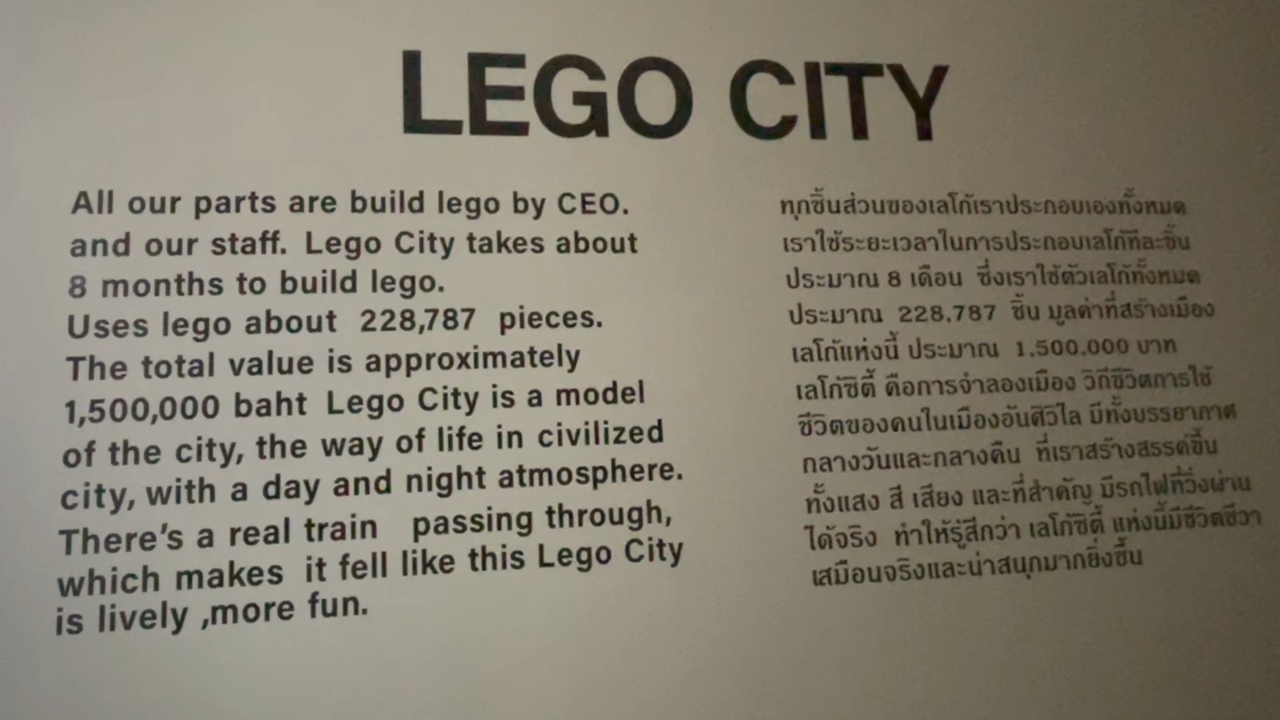 LEGO CITY
All our parts are build lego by CEO.
and our staff. Lego City takes about
8 months to build lego.
Uses lego about 228,787 pieces.
The total value is approximately
1,500,000 baht Lego City is a model
of the city, the way of life in civilized
city, with a day and night atmosphere.
There's a real train passing through,
which makes it fell like this Lego City
is lively ,more fun.
ทุกชิ้นส่วนของเลโก้เราประกอบเองทั้งหมด
เราใช้ระยะเวลาในการประกอบเลโก้ทีละชิ้น
ประมาณ 8 เดือน ซึ่งเราใช้ตัวเลโก้ทั้งหมด
ประมาณ 228,787 ชิ้น มูลค่าที่สร้างเมือง
เลโก้แห่งนี้ ประมาณ 1,500,000 บาท
เลโก้ซิตี้ คือการจำลองเมือง วิถีชีวิตการใช้
ชีวิตของคนในเมืองอันศิวิไล มีทั้งบรรยากาศ
กลางวันและกลางคืน ที่เราสร้างสรรค์ขึ้น
ทั้งแสง สี เสียง และที่สำคัญ มีรถไฟที่วิ่งผ่าน
ได้จริง ทำให้รู้สึกว่า เลโก้ซิตี้ แห่งนี้มีชีวิตชีวา
เสมือนจริงและน่าสนุกมากยิ่งขึ้น